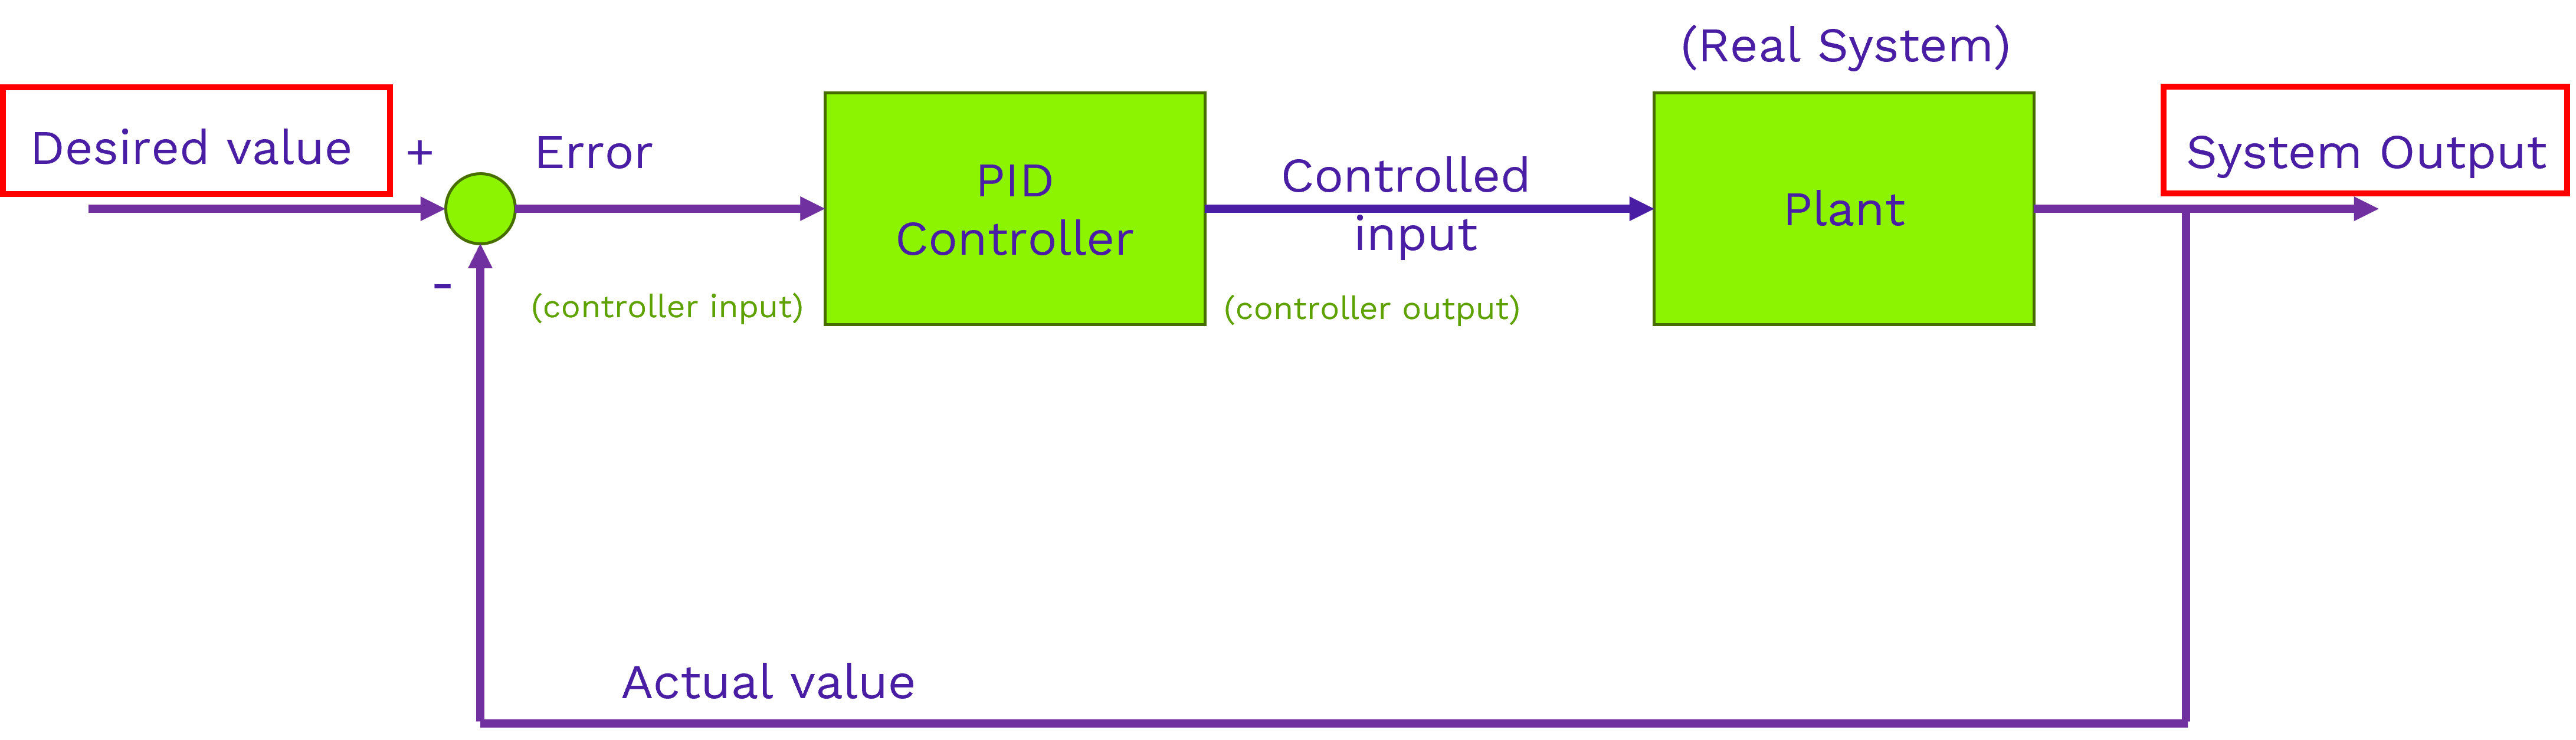 (Real System)
Desired value
+
Error
PID
Controller
Controlled
input
Plant
System Output
-
(controller input)
(controller output)
Actual value